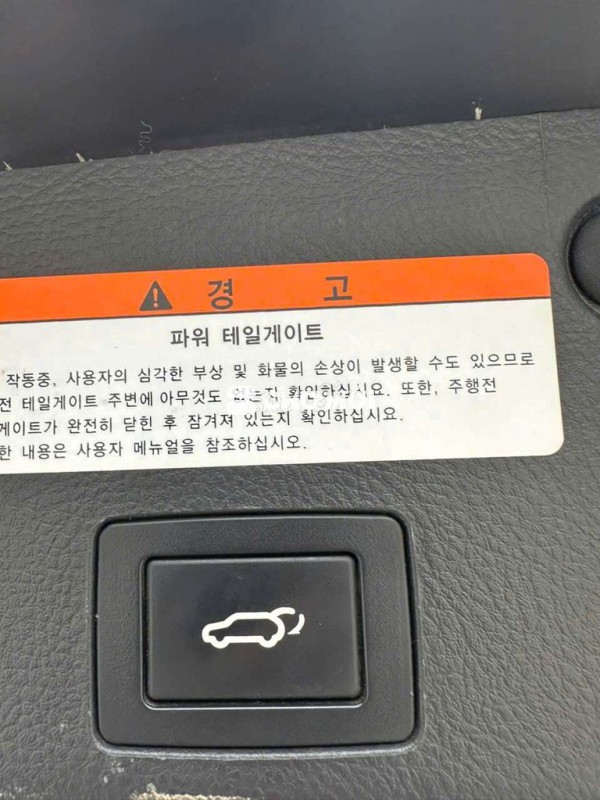 경 고
파워 테일게이트
작동중, 사용자의 심각한 부상 및 화물의 손상이 발생할 수도 있으므로
전 테일게이트 주변에 아무것도 없는지 확인하십시요. 또한, 주행전
게이트가 완전히 닫힌 후 잠겨져 있는지 확인하십시요.
한 내용은 사용자 메뉴얼을 참조하십시오.